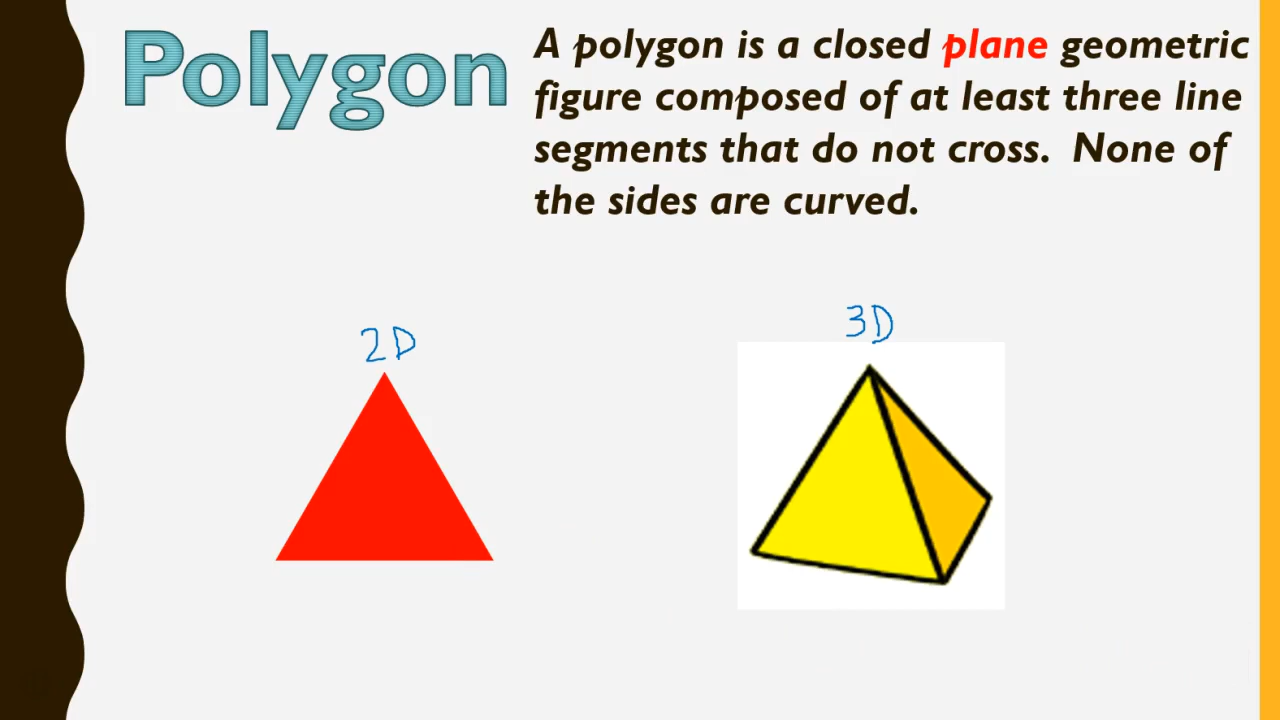 Polygon
A polygon is a closed plane geometric
figure composed of at least three line
segments that do not cross.  None of
the sides are curved.
2D
3D